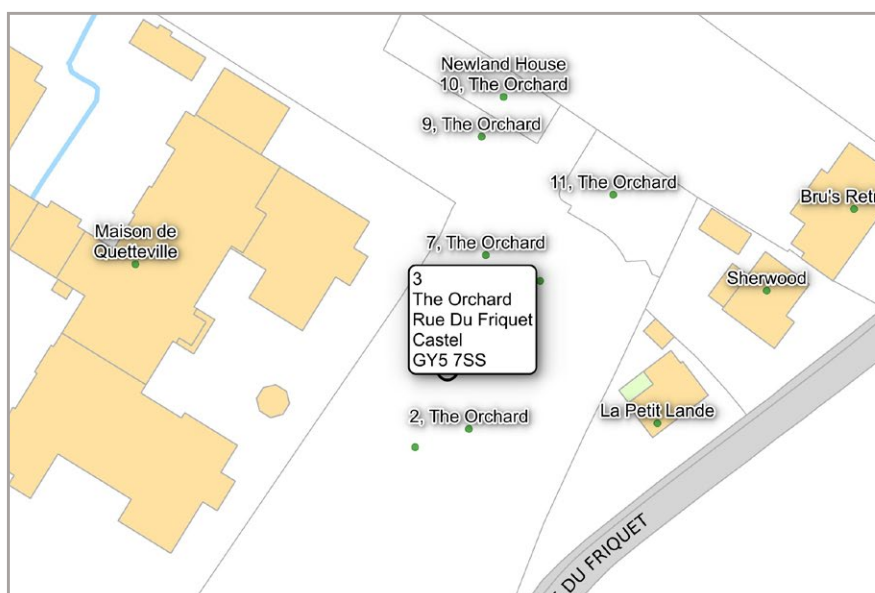 Newland House
10, The Orchard
9, The Orchard
11, The Orchard
Bru's
Maison de
Quetteville
7, The Orchard
Sherwood
3
The Orchard
Rue Du Friquet
Castel
GY5 7SS
La Petit Lande
2, The Orchard
DU FRIQUET